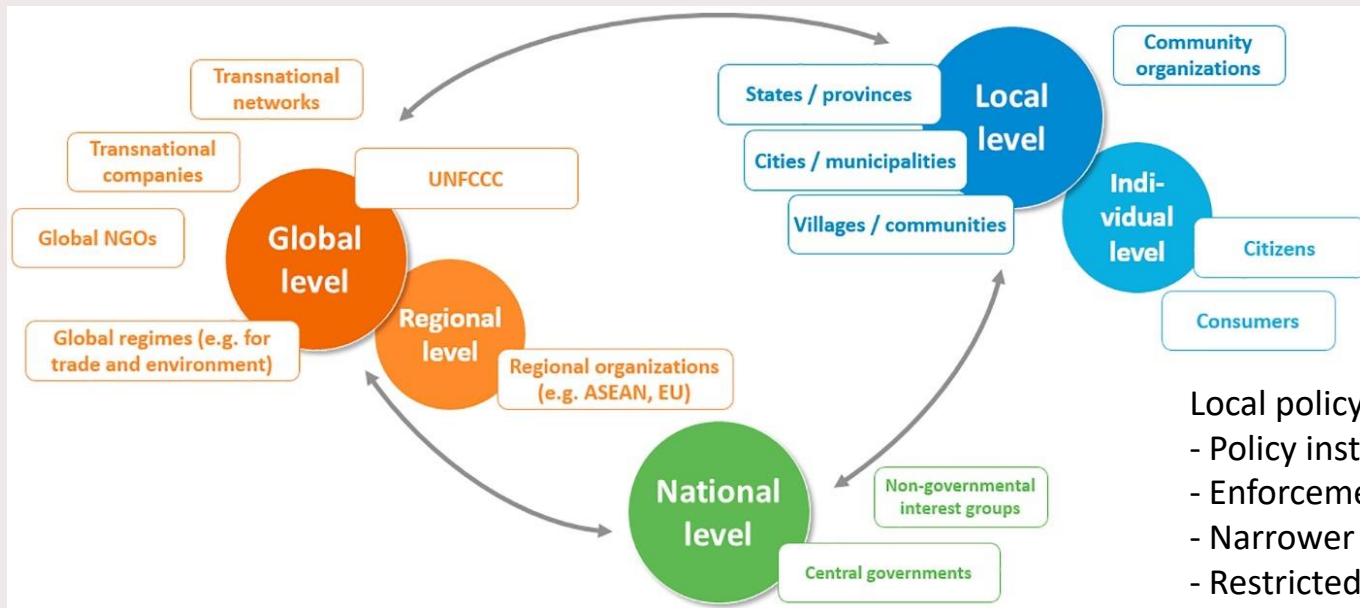 Transnational
networks
Transnational
companies
UNFCCC
Global NGOs
Global
level
Global regimes (e.g. for
trade and environment)
Regional
level
Regional organizations
(e.g. ASEAN, EU)
Community
organizations
States / provinces
Local
level
Cities / municipalities
Villages / communities
Indi-
vidual
level
Citizens
Consumers
National
level
Non-governmental
interest groups
Central governments
Local policy
- Policy inst
- Enforceme
- Narrower
- Restricted